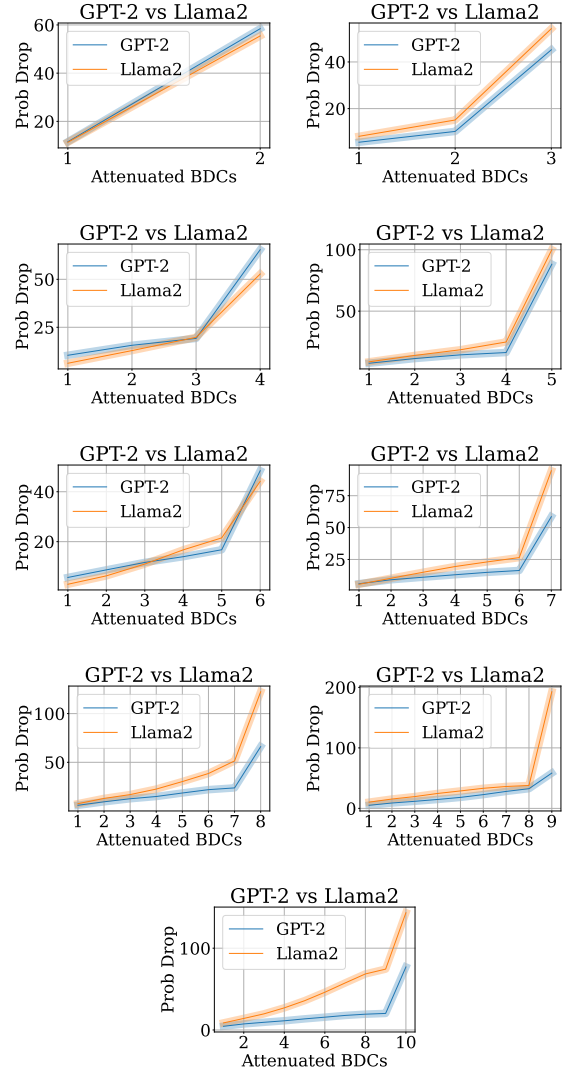 GPT-2 vs Llama2
60
40
20
Prob Drop
GPT-2
Llama2
1 2
Attenuated BDCs
GPT-2 vs Llama2
40
20
Prob Drop
GPT-2
Llama2
1 2 3
Attenuated BDCs
GPT-2 vs Llama2
50
25
Prob Drop
GPT-2
Llama2
1 2 3 4
Attenuated BDCs
GPT-2 vs Llama2
100
50
Prob Drop
GPT-2
Llama2
1 2 3 4 5
Attenuated BDCs
GPT-2 vs Llama2
40
20
Prob Drop
GPT-2
Llama2
1 2 3 4 5 6
Attenuated BDCs
GPT-2 vs Llama2
75
50
25
Prob Drop
GPT-2
Llama2
1 2 3 4 5 6 7
Attenuated BDCs
GPT-2 vs Llama2
100
50
Prob Drop
GPT-2
Llama2
1 2 3 4 5 6 7 8
Attenuated BDCs
GPT-2 vs Llama2
200
100
0
Prob Drop
GPT-2
Llama2
1 2 3 4 5 6 7 8 9
Attenuated BDCs
GPT-2 vs Llama2
100
0
Prob Drop
GPT-2
Llama2
2 4 6 8 10
Attenuated BDCs